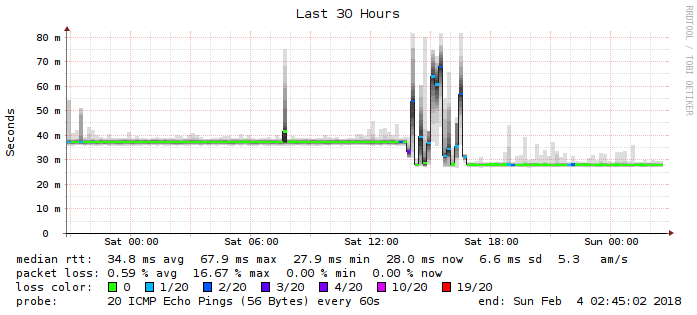 Last 30 Hours
RRDTOOL / TOBI OETIKER
Seconds
80 m
70 m
60 m
50 m
40 m
30 m
20 m
10 m
0
Sat 00:00 Sat 06:00 Sat 12:00 Sat 18:00 Sun 00:00
median rtt: 34.8 ms avg 67.9 ms max 27.9 ms min 28.0 ms now 6.6 ms sd 5.3 am/s
packet loss: 0.59 % avg 16.67 % max 0.00 % min 0.00 % now
loss color: 0 1/20 2/20 3/20 4/20 10/20 19/20
probe: 20 ICMP Echo Pings (56 Bytes) every 60s end: Sun Feb 4 02:45:02 2018